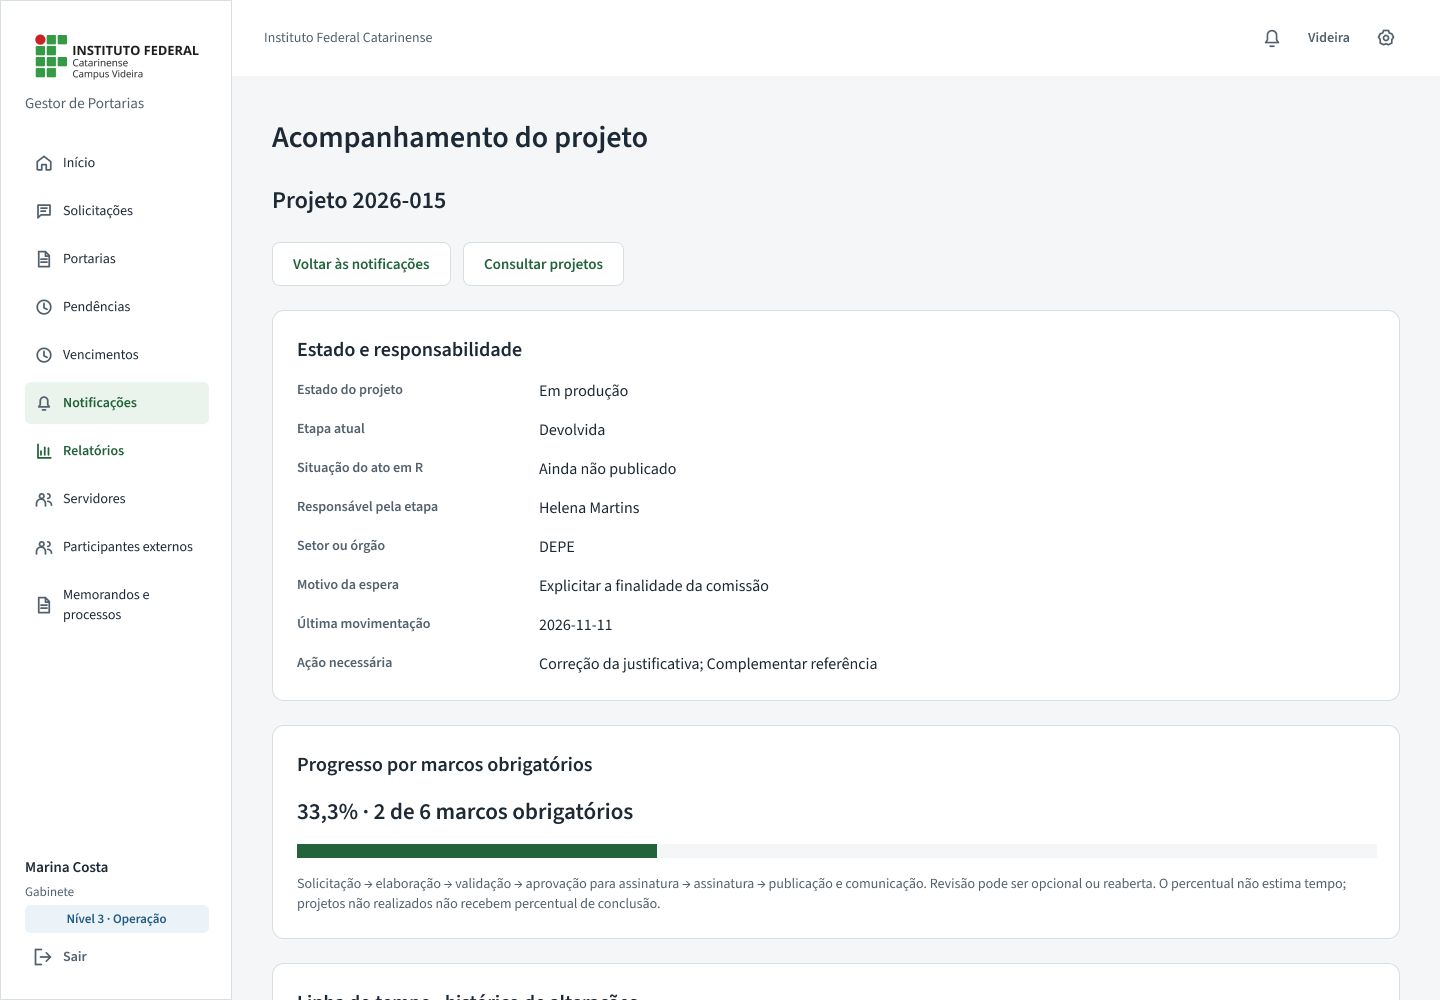 INSTITUTO FEDERAL
Catarinense
Campus Videira
Gestor de Portarias
Início
Solicitações
Portarias
Pendências
Vencimentos
Notificações
Relatórios
Servidores
Participantes externos
Memorandos e
processos
Marina Costa
Gabinete
Nível 3 · Operação
Sair
Instituto Federal Catarinense
Videira
Acompanhamento do projeto
Projeto 2026-015
Voltar às notificações
Consultar projetos
Estado e responsabilidade
Estado do projeto Em produção
Etapa atual Devolvida
Situação do ato em R Ainda não publicado
Responsável pela etapa Helena Martins
Setor ou órgão DEPE
Motivo da espera Explicitar a finalidade da comissão
Última movimentação 2026-11-11
Ação necessária Correção da justificativa; Complementar referência
Progresso por marcos obrigatórios
33,3% · 2 de 6 marcos obrigatórios
Solicitação → elaboração → validação → aprovação para assinatura → assinatura → publicação e comunicação. Revisão pode ser opcional ou reaberta. O percentual não estima tempo;
projetos não realizados não recebem percentual de conclusão.